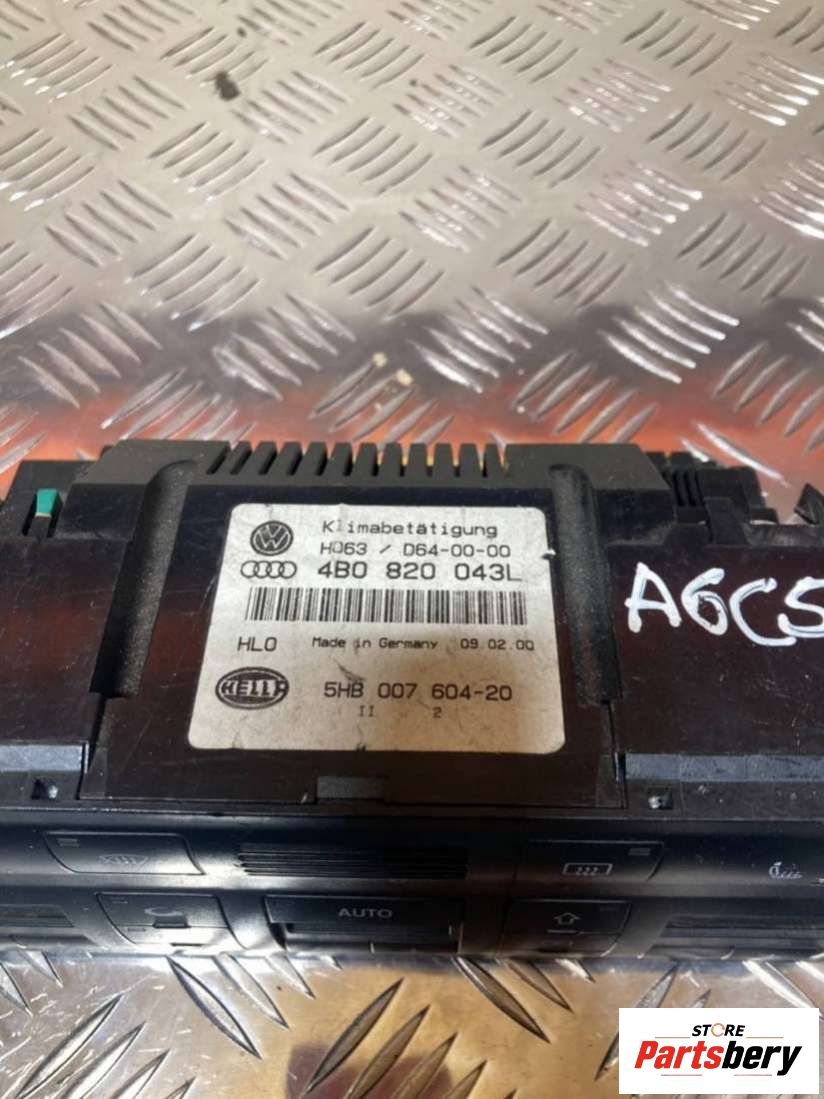 Klimabetätigung
H063 / D64-00-00
4B0 820 043L
HL0 Made in Germany 09.02.00
HELLA
5HB 007 604-20
II 2
A6C5
AUTO
STORE
Partsbery